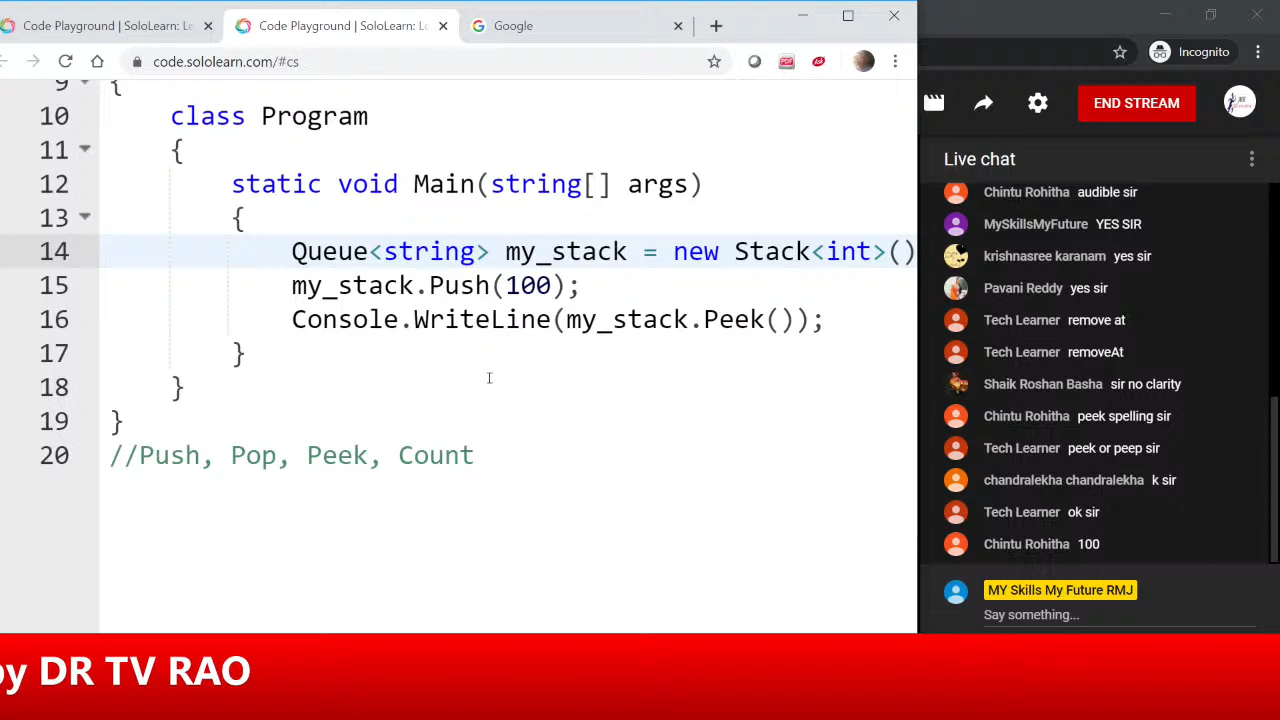 Code Playground | SoloLearn: Le
Code Playground | SoloLearn: Le
Google
code.sololearn.com/#cs
Incognito
9 {
10 class Program
11 {
12 static void Main(string[] args)
13 {
14 Queue<string> my_stack = new Stack<int>()
15 my_stack.Push(100);
16 Console.WriteLine(my_stack.Peek());
17 }
18 }
19 }
20 //Push, Pop, Peek, Count
END STREAM
Live chat
Chintu Rohitha audible sir
MySkillsMyFuture YES SIR
krishnasree karanam yes sir
Pavani Reddy yes sir
Tech Learner remove at
Tech Learner removeAt
Shaik Roshan Basha sir no clarity
Chintu Rohitha peek spelling sir
Tech Learner peek or peep sir
chandralekha chandralekha k sir
Tech Learner ok sir
Chintu Rohitha 100
MY Skills My Future RMJ
Say something...
by DR TV RAO